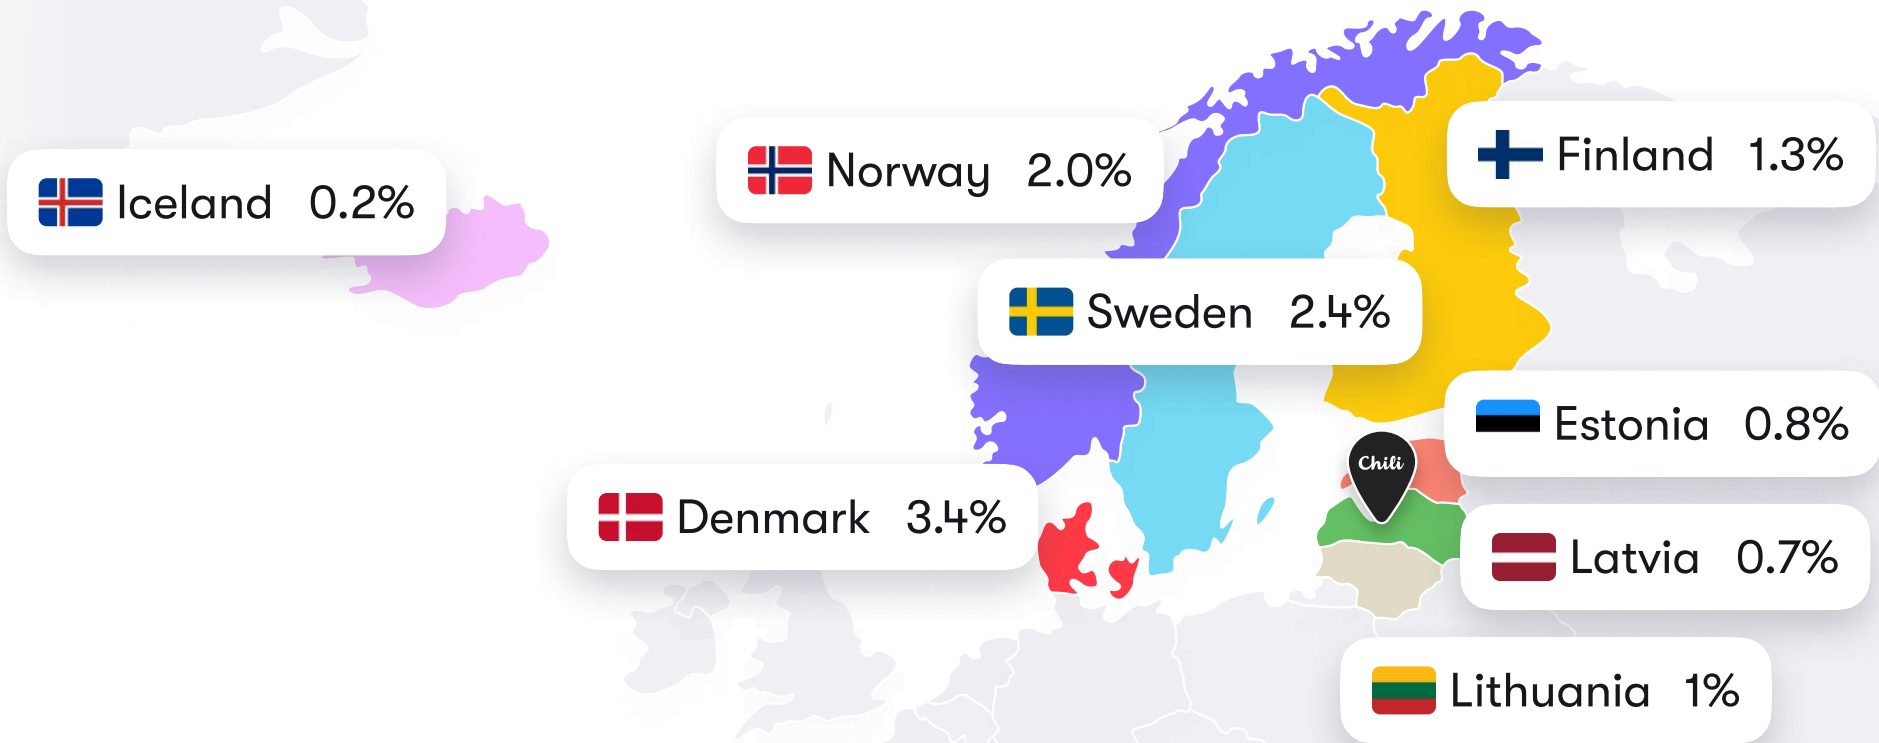 Iceland 0.2%
Norway 2.0%
Finland 1.3%
Sweden 2.4%
Estonia 0.8%
Chili
Denmark 3.4%
Latvia 0.7%
Lithuania 1%